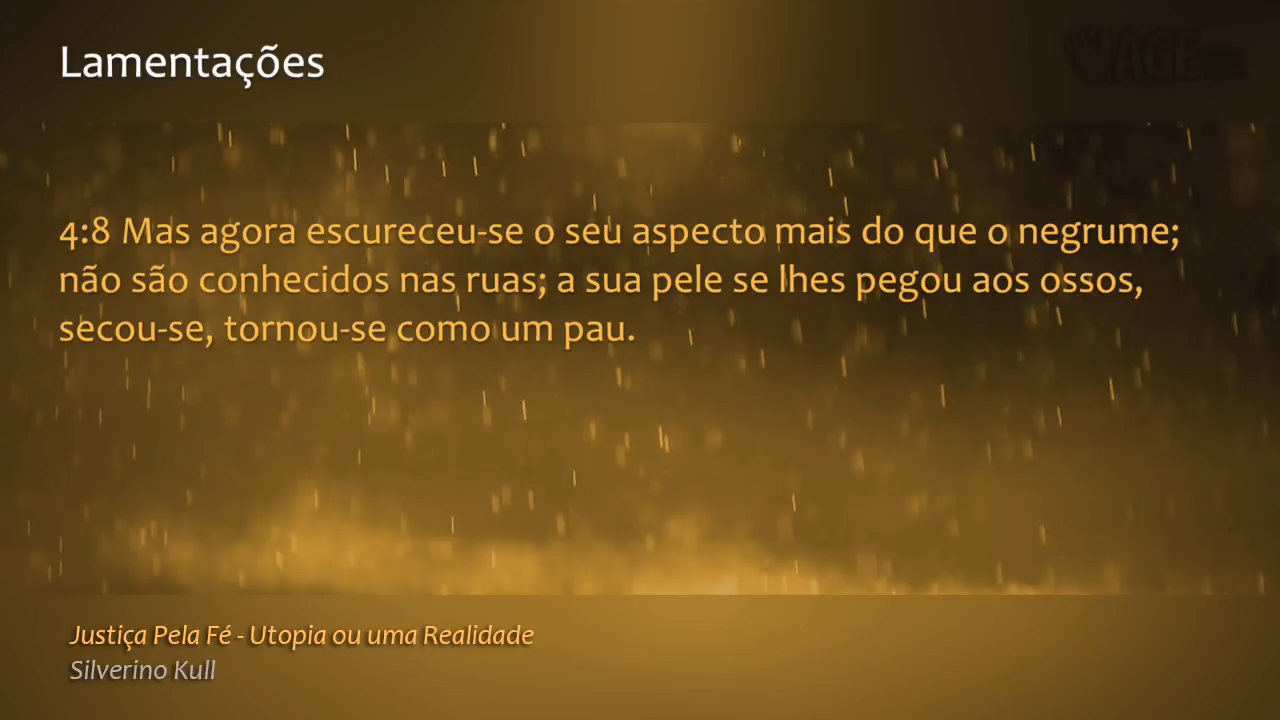 Lamentações
4:8 Mas agora escureceu-se o seu aspecto mais do que o negrume;
não são conhecidos nas ruas; a sua pele se lhes pegou aos ossos,
secou-se, tornou-se como um pau.
Justiça Pela Fé - Utopia ou uma Realidade
Silverino Kull